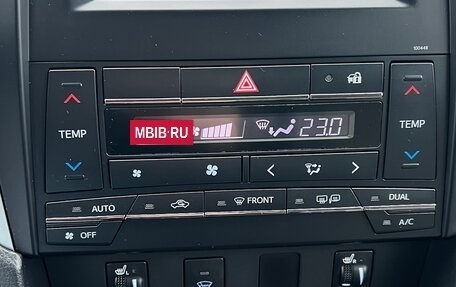 100448
TEMP
MBIB.RU
23.0
TEMP
AUTO
FRONT
DUAL
OFF
A/C
L
R